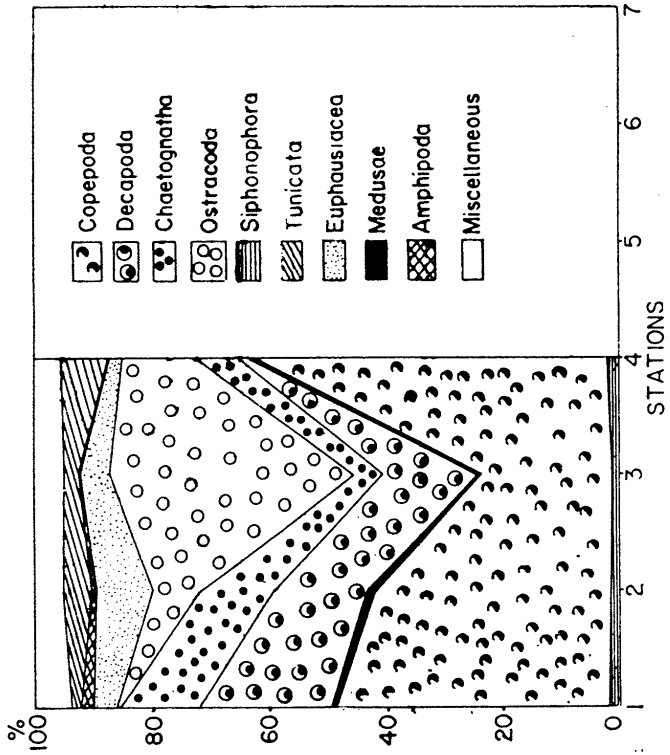 %
100
80
60
40
20
0
1
2
3
4
5
6
7
STATIONS
Copepoda
Decapoda
Chaetognatha
Ostracoda
Siphonophora
Tunicata
Euphausiacea
Medusae
Amphipoda
Miscellaneous